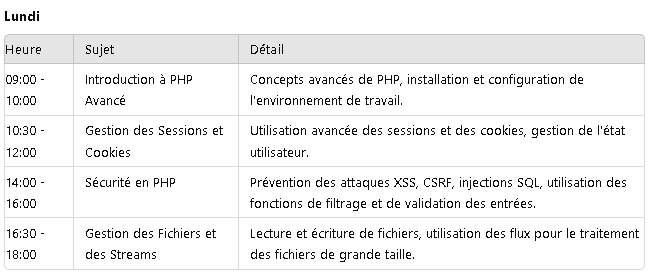 Lundi
Heure Sujet Détail
09:00 - Introduction à PHP Concepts avancés de PHP, installation et configuration de
10:00 Avancé l'environnement de travail.
10:30 - Gestion des Sessions et Utilisation avancée des sessions et des cookies, gestion de l'état
12:00 Cookies utilisateur.
14:00 - Sécurité en PHP Prévention des attaques XSS, CSRF, injections SQL, utilisation des
16:00 fonctions de filtrage et de validation des entrées.
16:30 - Gestion des Fichiers et Lecture et écriture de fichiers, utilisation des flux pour le traitement
18:00 des Streams des fichiers de grande taille.